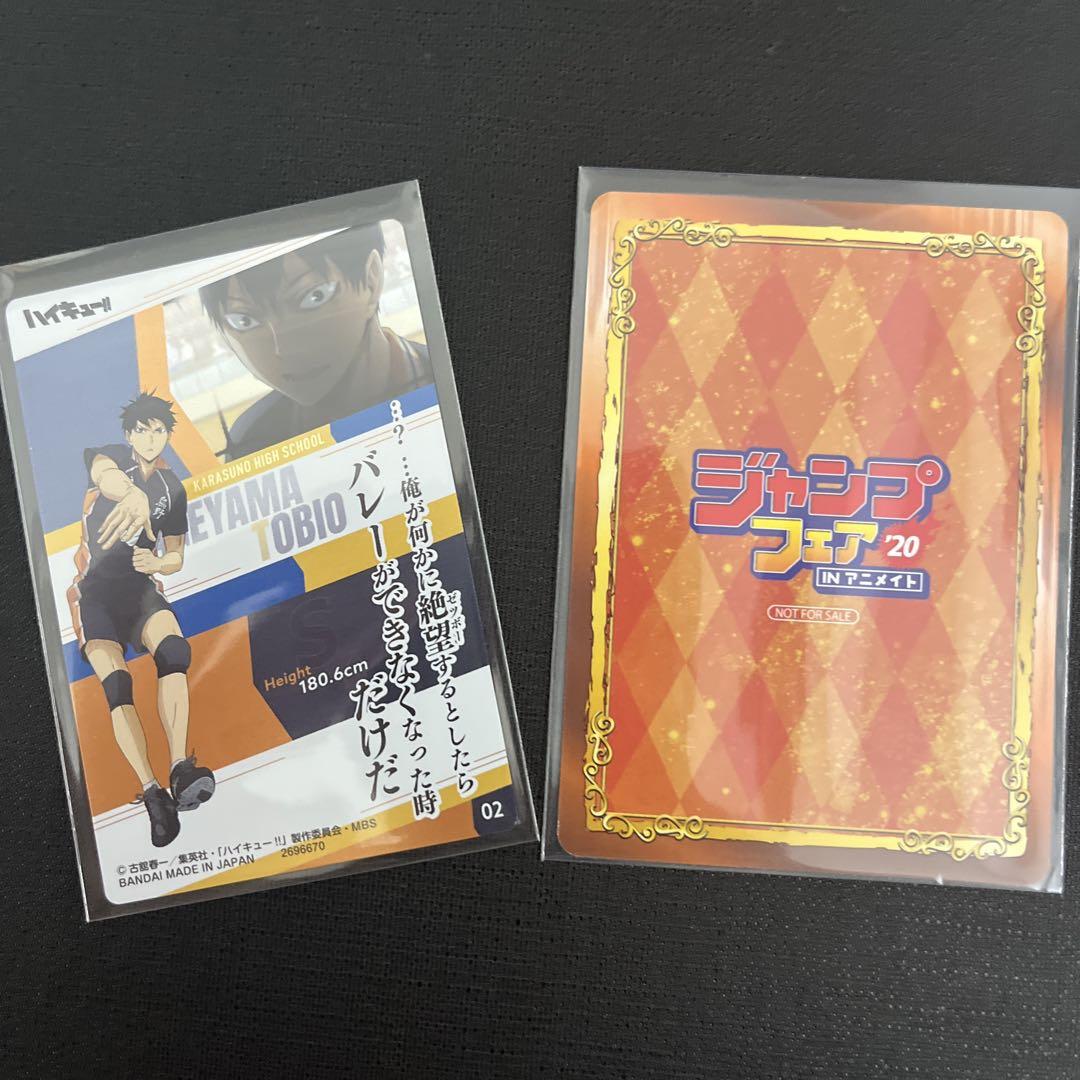 ハイキュー!!
KARASUNO HIGH SCHOOL
EYAMA
TOBIO
…?…俺が何かに絶望するとしたら
ゼツボー
バレーができなくなった時
だけだ
S
Height
180.6cm
02
©古舘春一／集英社・「ハイキュー!!」製作委員会・MBS
BANDAI MADE IN JAPAN 2696670
ジャンプ
フェア'20
INアニメイト
NOT FOR SALE